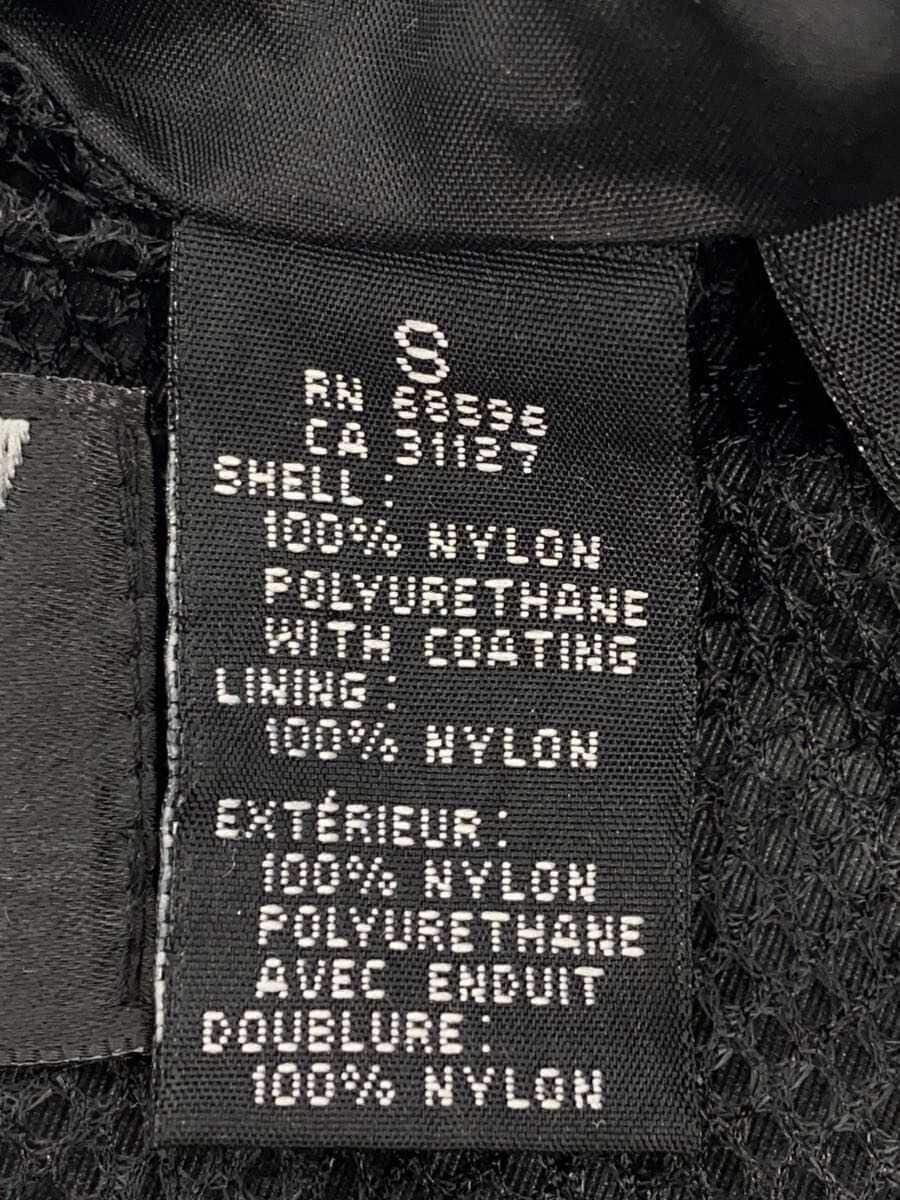 S
RN 68596
CA 31127
SHELL:
100% NYLON
POLYURETHANE
WITH COATING
LINING:
100% NYLON
EXTÉRIEUR:
100% NYLON
POLYURETHANE
AVEC ENDUIT
DOUBLURE:
100% NYLON